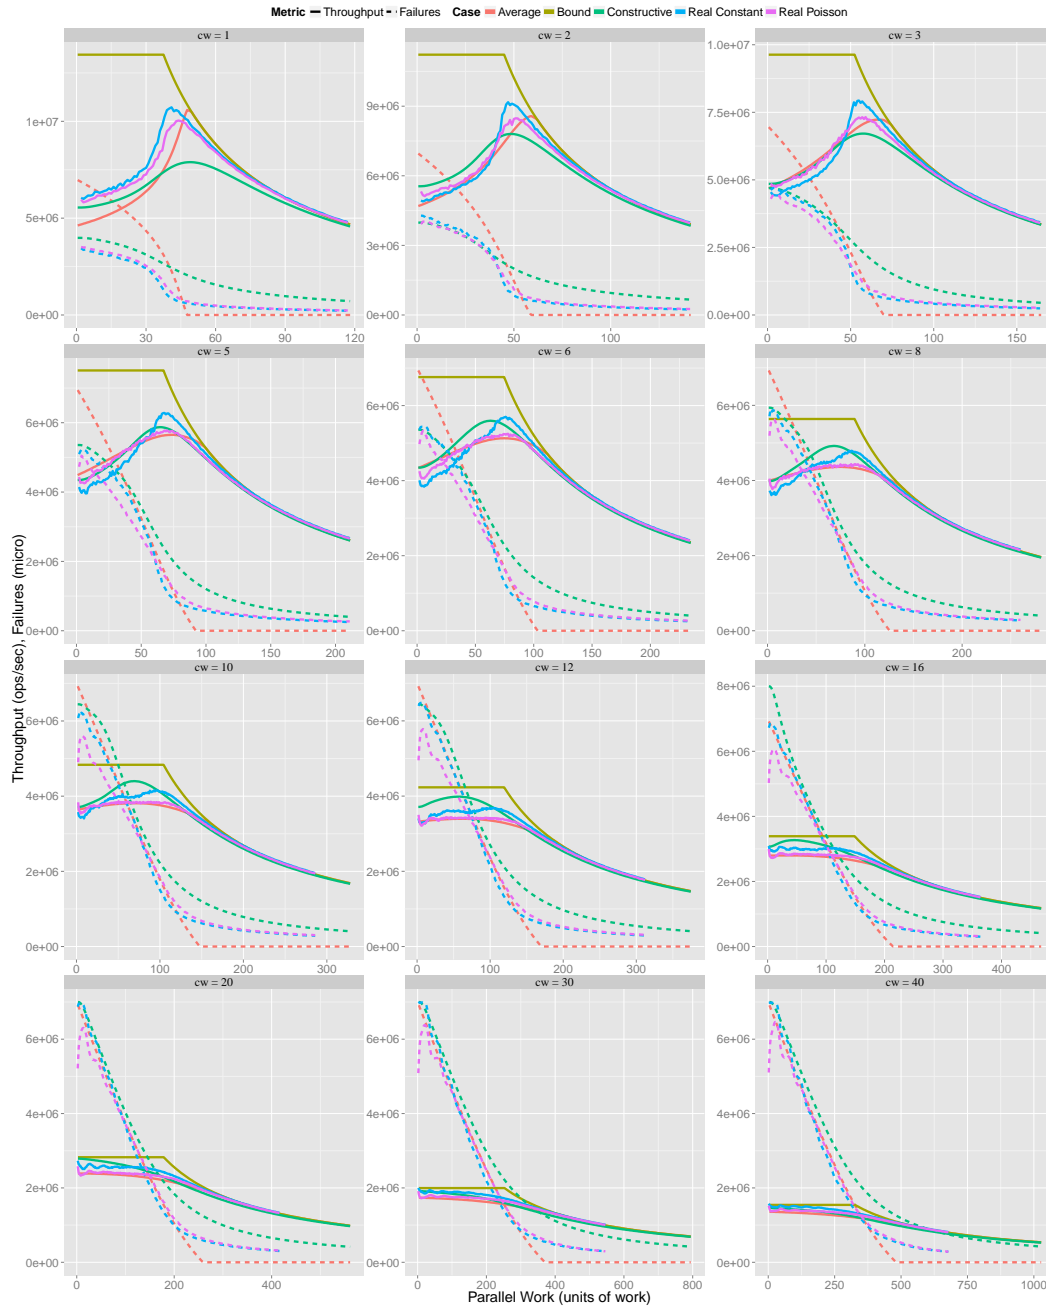 Metric Throughput Failures Case Average Bound Constructive Real Constant Real Poisson
cw = 1
cw = 2
cw = 3
1e+07
5e+06
0e+00
0 30 60 90 120
9e+06
6e+06
3e+06
0e+00
0 50 100
1.0e+07
7.5e+06
5.0e+06
2.5e+06
0.0e+00
0 50 100 150
cw = 5
cw = 6
cw = 8
6e+06
4e+06
2e+06
0e+00
0 50 100 150 200
6e+06
4e+06
2e+06
0e+00
0 50 100 150 200
6e+06
4e+06
2e+06
0e+00
0 100 200
Throughput (ops/sec), Failures (micro)
cw = 10
cw = 12
cw = 16
6e+06
4e+06
2e+06
0e+00
0 100 200 300
6e+06
4e+06
2e+06
0e+00
0 100 200 300
8e+06
6e+06
4e+06
2e+06
0e+00
0 100 200 300 400
cw = 20
cw = 30
cw = 40
6e+06
4e+06
2e+06
0e+00
0 200 400
6e+06
4e+06
2e+06
0e+00
0 200 400 600 800
6e+06
4e+06
2e+06
0e+00
0 250 500 750 1000
Parallel Work (units of work)